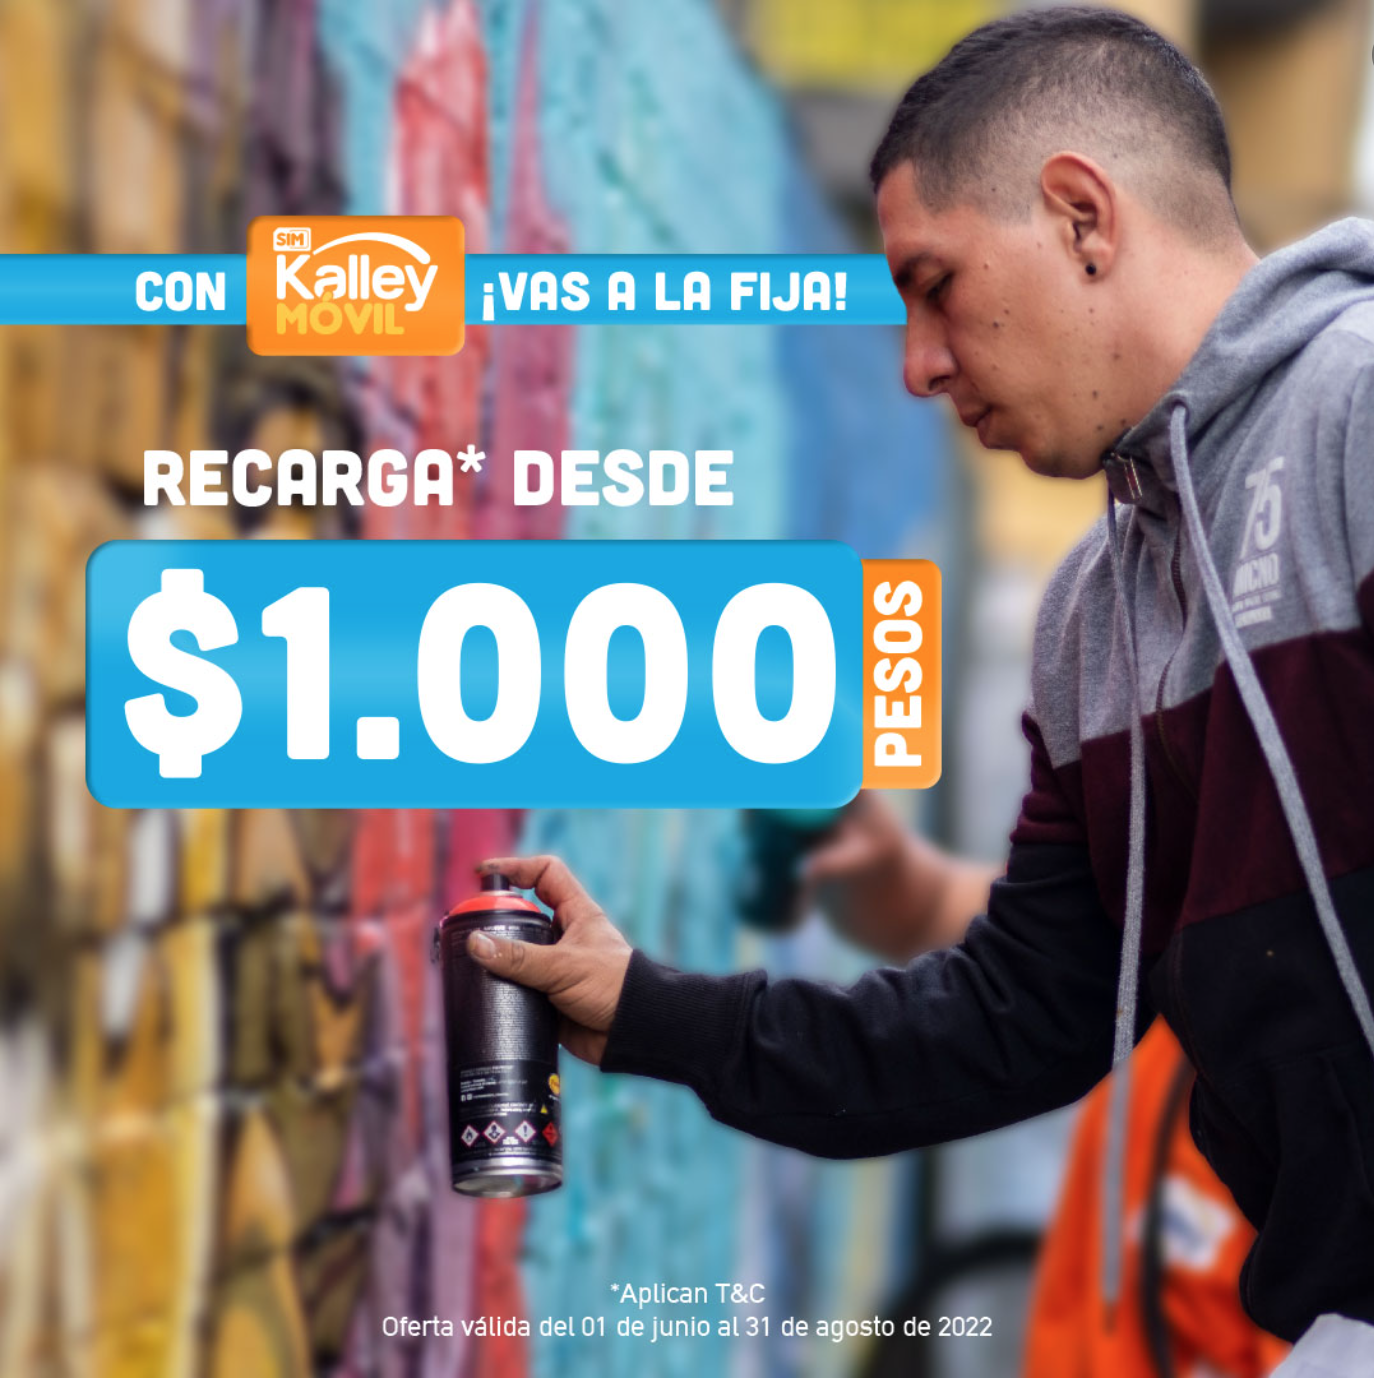 CON SIM Kalley MÓVIL ¡VAS A LA FIJA!
RECARGA* DESDE
$1.000 PESOS
75
*Aplican T&C
Oferta válida del 01 de junio al 31 de agosto de 2022